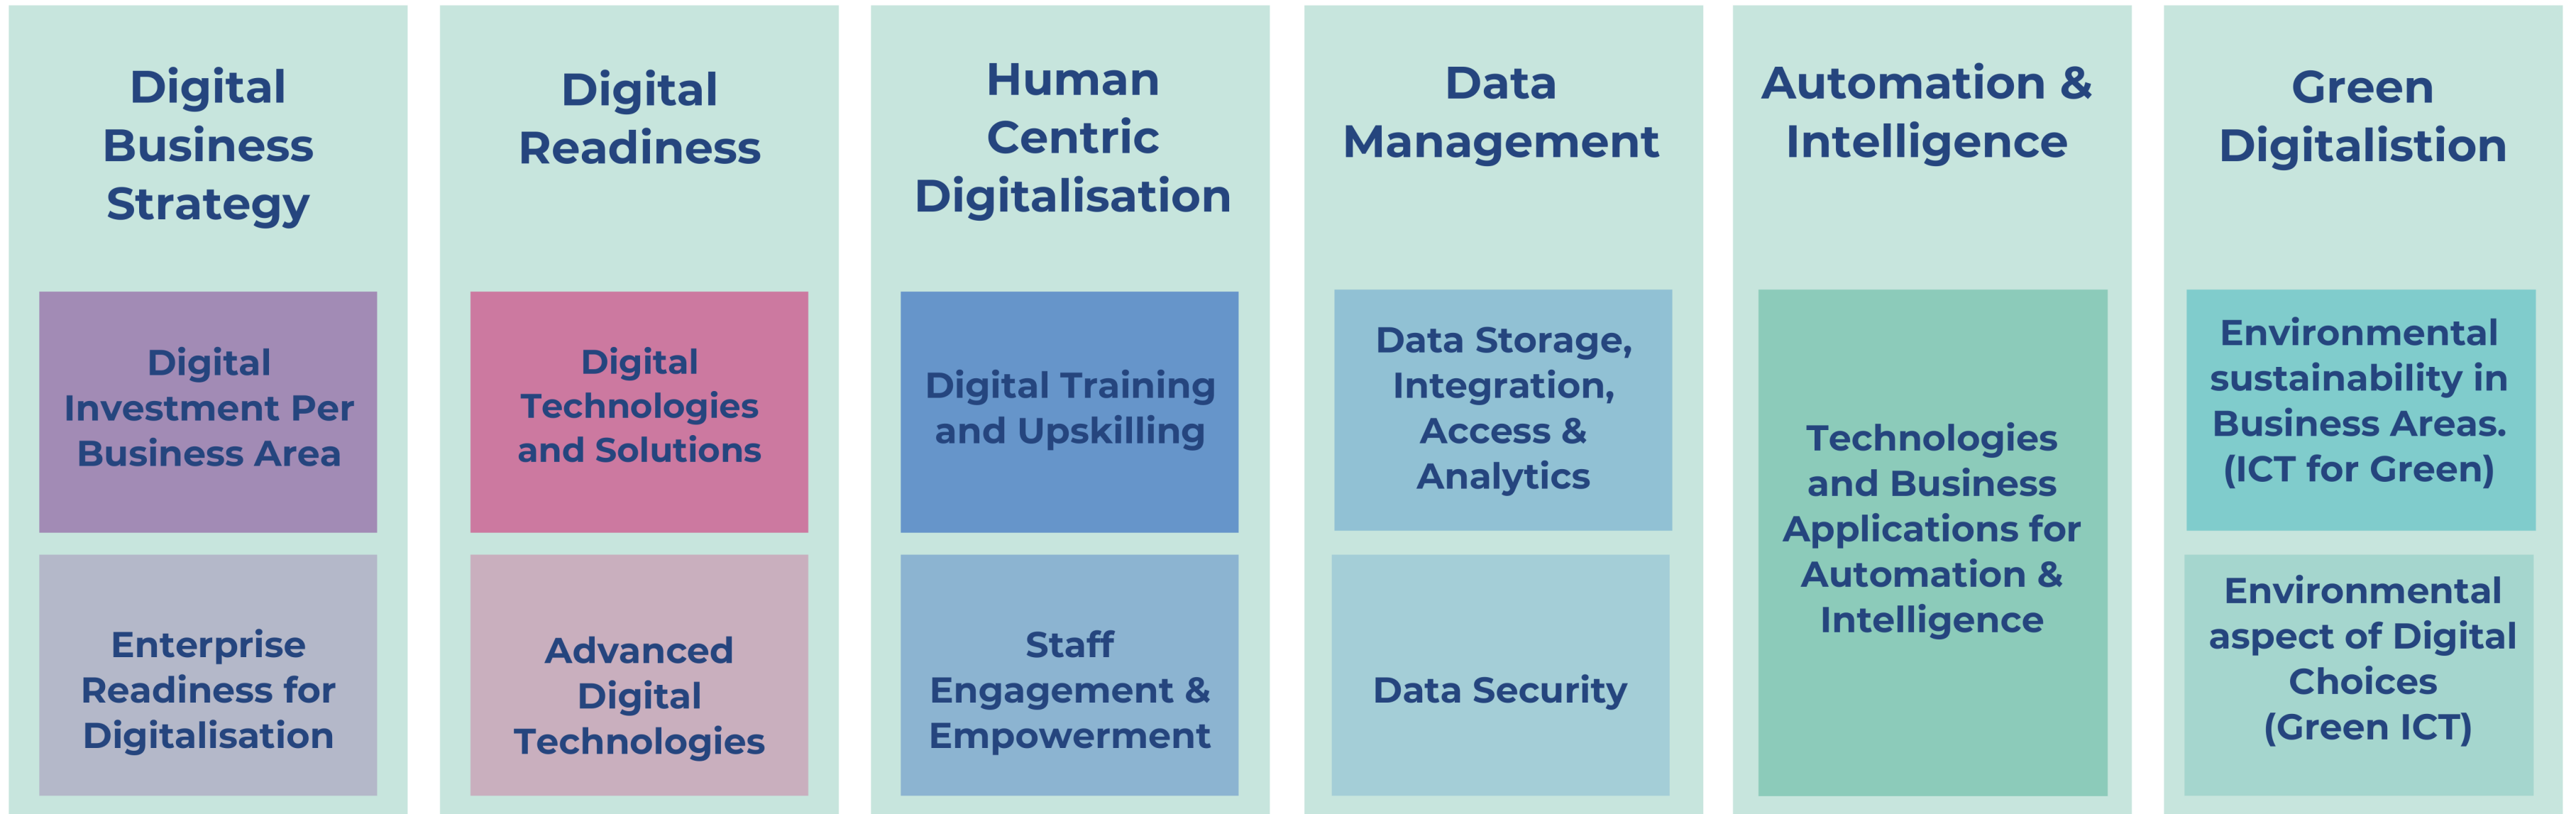 Digital
Business
Strategy
Digital
Investment Per
Business Area
Enterprise
Readiness for
Digitalisation
Digital
Readiness
Digital
Technologies
and Solutions
Advanced
Digital
Technologies
Human
Centric
Digitalisation
Digital Training
and Upskilling
Staff
Engagement &
Empowerment
Data
Management
Data Storage,
Integration,
Access &
Analytics
Data Security
Automation &
Intelligence
Technologies
and Business
Applications for
Automation &
Intelligence
Green
Digitalistion
Environmental
sustainability in
Business Areas.
(ICT for Green)
Environmental
aspect of Digital
Choices
(Green ICT)